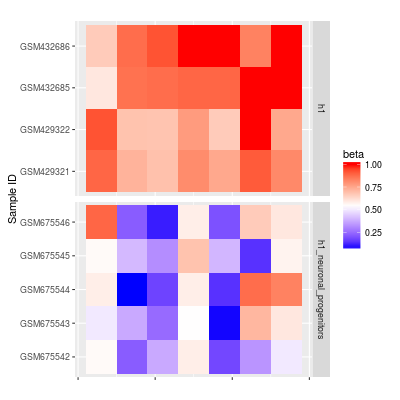 Sample ID
GSM432686
GSM432685
GSM429322
GSM429321
h1
GSM675546
GSM675545
GSM675544
GSM675543
GSM675542
h1_neuronal_progenitors
beta
1.00
0.75
0.50
0.25